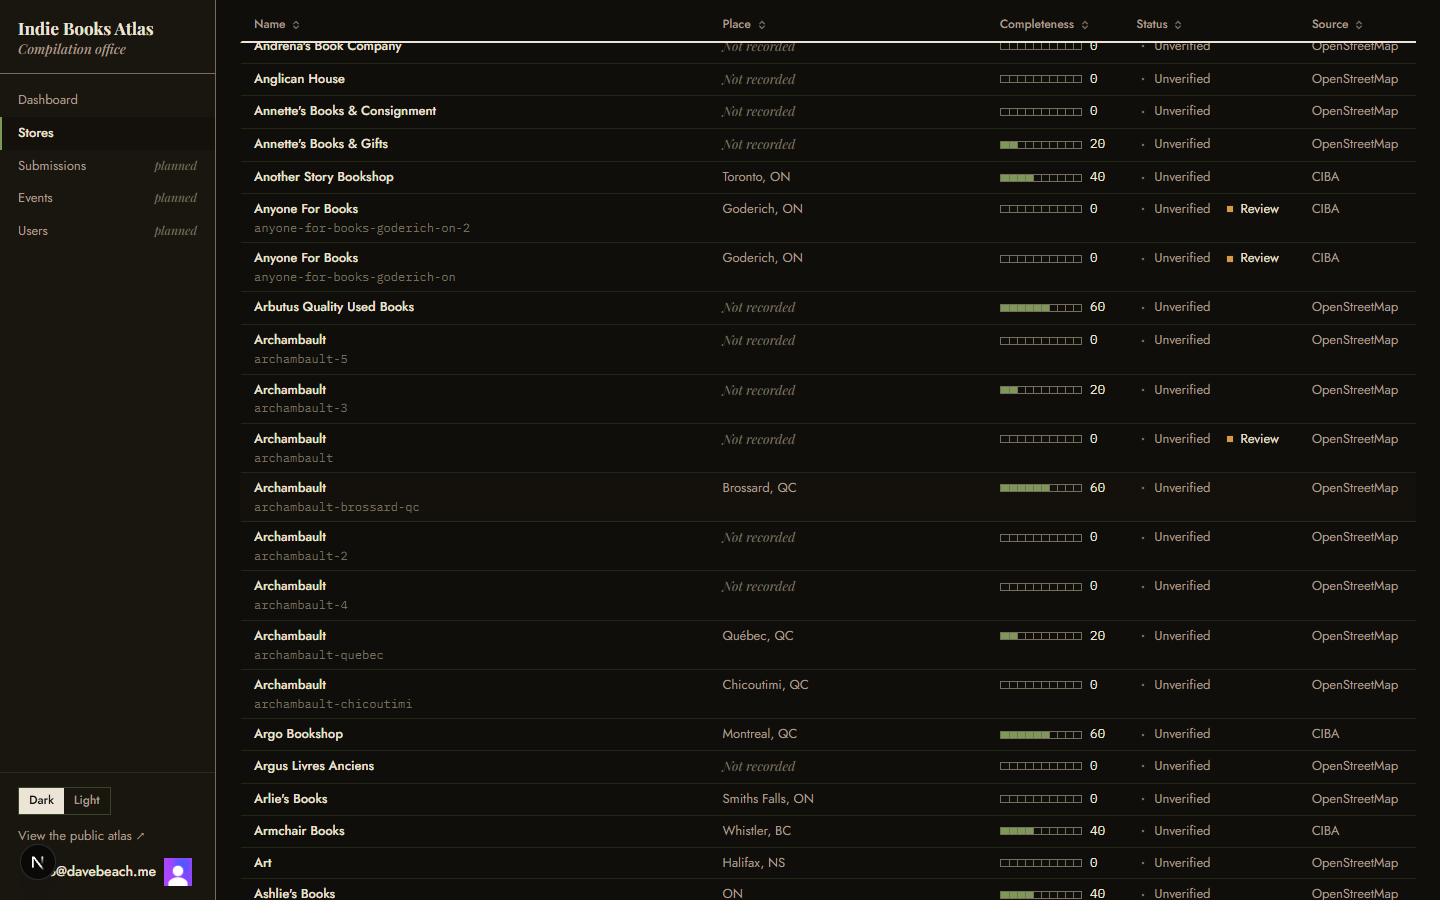 Indie Books Atlas
Compilation office
Dashboard
Stores
Submissions planned
Events planned
Users planned
Dark Light
View the public atlas ↗
N @davebeach.me
Name Place Completeness Status Source
Andrena's Book Company Not recorded 0 Unverified OpenStreetMap
Anglican House Not recorded 0 Unverified OpenStreetMap
Annette's Books & Consignment Not recorded 0 Unverified OpenStreetMap
Annette's Books & Gifts Not recorded 20 Unverified OpenStreetMap
Another Story Bookshop Toronto, ON 40 Unverified CIBA
Anyone For Books Goderich, ON 0 Unverified Review CIBA
anyone-for-books-goderich-on-2
Anyone For Books Goderich, ON 0 Unverified Review CIBA
anyone-for-books-goderich-on
Arbutus Quality Used Books Not recorded 60 Unverified OpenStreetMap
Archambault Not recorded 0 Unverified OpenStreetMap
archambault-5
Archambault Not recorded 20 Unverified OpenStreetMap
archambault-3
Archambault Not recorded 0 Unverified Review OpenStreetMap
archambault
Archambault Brossard, QC 60 Unverified OpenStreetMap
archambault-brossard-qc
Archambault Not recorded 0 Unverified OpenStreetMap
archambault-2
Archambault Not recorded 0 Unverified OpenStreetMap
archambault-4
Archambault Québec, QC 20 Unverified OpenStreetMap
archambault-quebec
Archambault Chicoutimi, QC 0 Unverified OpenStreetMap
archambault-chicoutimi
Argo Bookshop Montreal, QC 60 Unverified CIBA
Argus Livres Anciens Not recorded 0 Unverified OpenStreetMap
Arlie's Books Smiths Falls, ON 0 Unverified OpenStreetMap
Armchair Books Whistler, BC 40 Unverified CIBA
Art Halifax, NS 0 Unverified OpenStreetMap
Ashlie's Books ON 40 Unverified OpenStreetMap